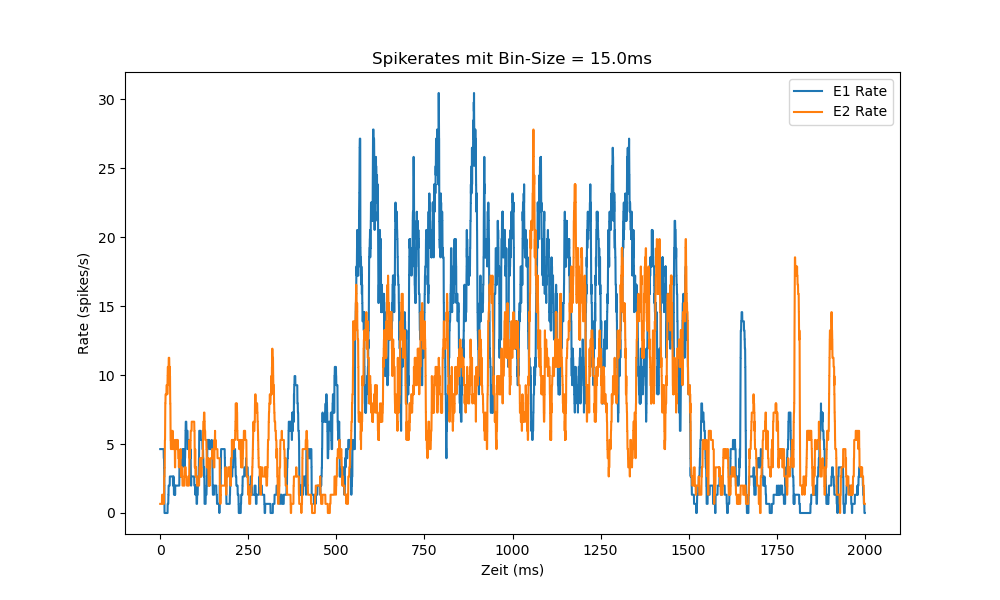 Spikerates mit Bin-Size = 15.0ms
E1 Rate
E2 Rate
30
25
20
15
10
5
0
Rate (spikes/s)
0 250 500 750 1000 1250 1500 1750 2000
Zeit (ms)